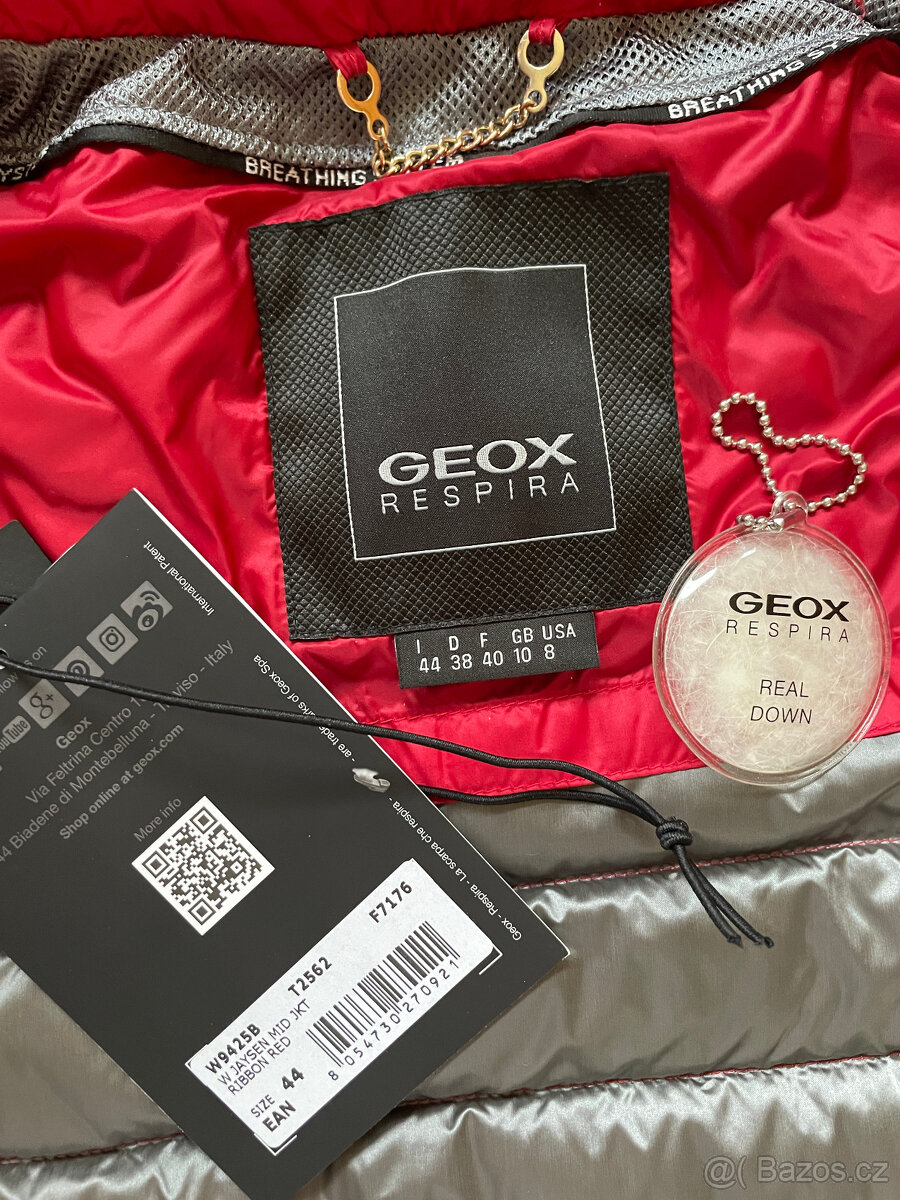 BREATHING SYS
BREATHING
GEOX
RESPIRA
I D F GB USA
44 38 40 10 8
GEOX
RESPIRA
REAL
DOWN
International Patent
Geox
Via Feltrina Centro
Biadene di Montebelluna - Treviso - Italy
Shop online at geox.com
More info
Geox - Respira - La scarpa che respira - are trade marks of Geox Spa
W9425B T2562 F7176
W JAYSEN MID JKT
RIBBON RED
SIZE 44
EAN
8 054730 270921
@( Bazos.cz